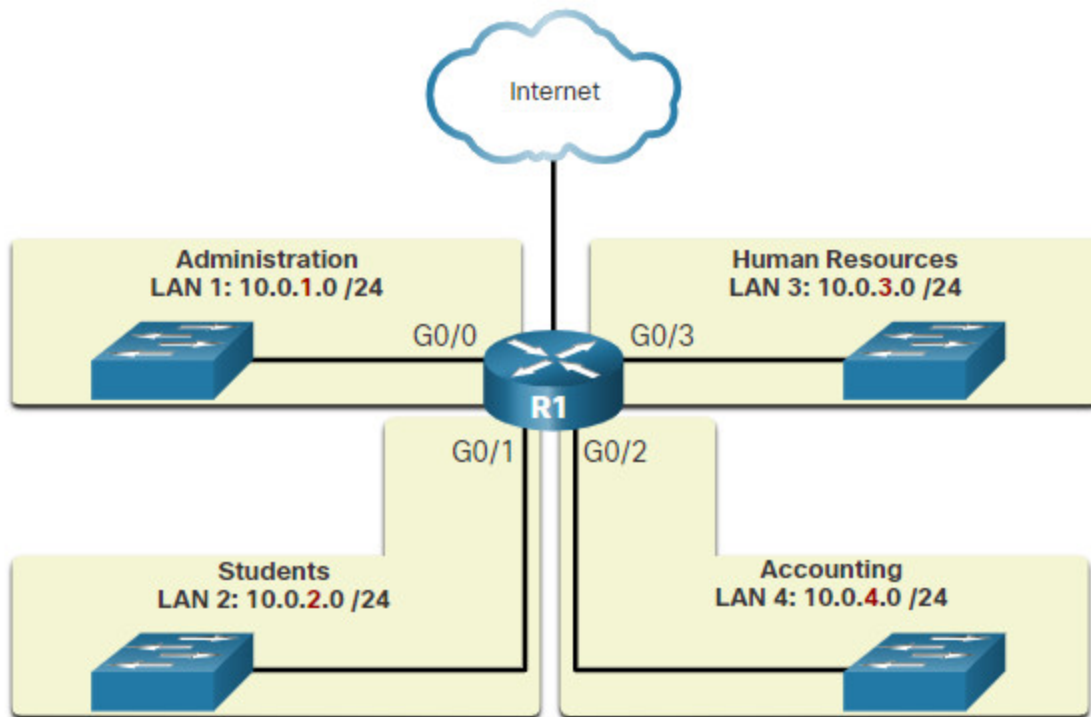 Internet
Administration
LAN 1: 10.0.1.0 /24
Human Resources
LAN 3: 10.0.3.0 /24
G0/0
G0/3
R1
G0/1
G0/2
Students
LAN 2: 10.0.2.0 /24
Accounting
LAN 4: 10.0.4.0 /24